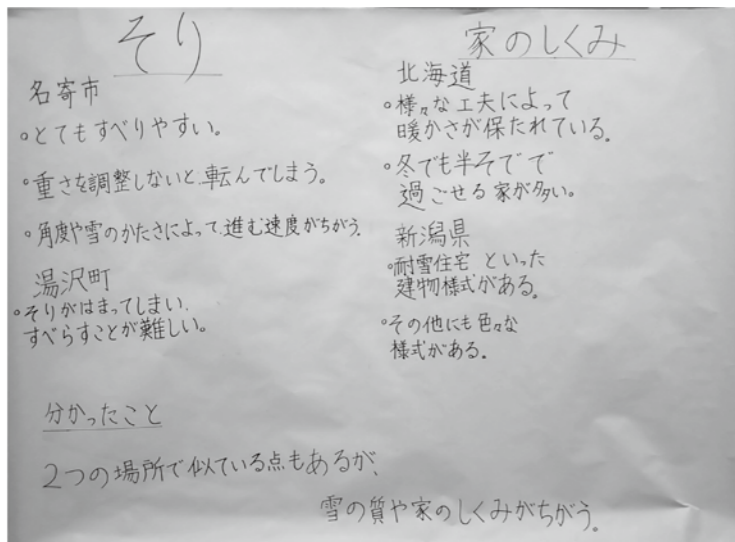 そり
名寄市
。とてもすべりやすい。
。重さを調整しないと、転んでしまう。
。角度や雪のかたさによって、進む速度がちがう。
湯沢町
。そりがはまってしまい、
すべらすことが難しい。
家のしくみ
北海道
。様々な工夫によって
暖かさが保たれている。
。冬でも半そでで
過ごせる家が多い。
新潟県
。耐雪住宅といった
建物様式がある。
。その他にも色々な
様式がある。
分かったこと
2つの場所で似ている点もあるが、
雪の質や家のしくみがちがう。